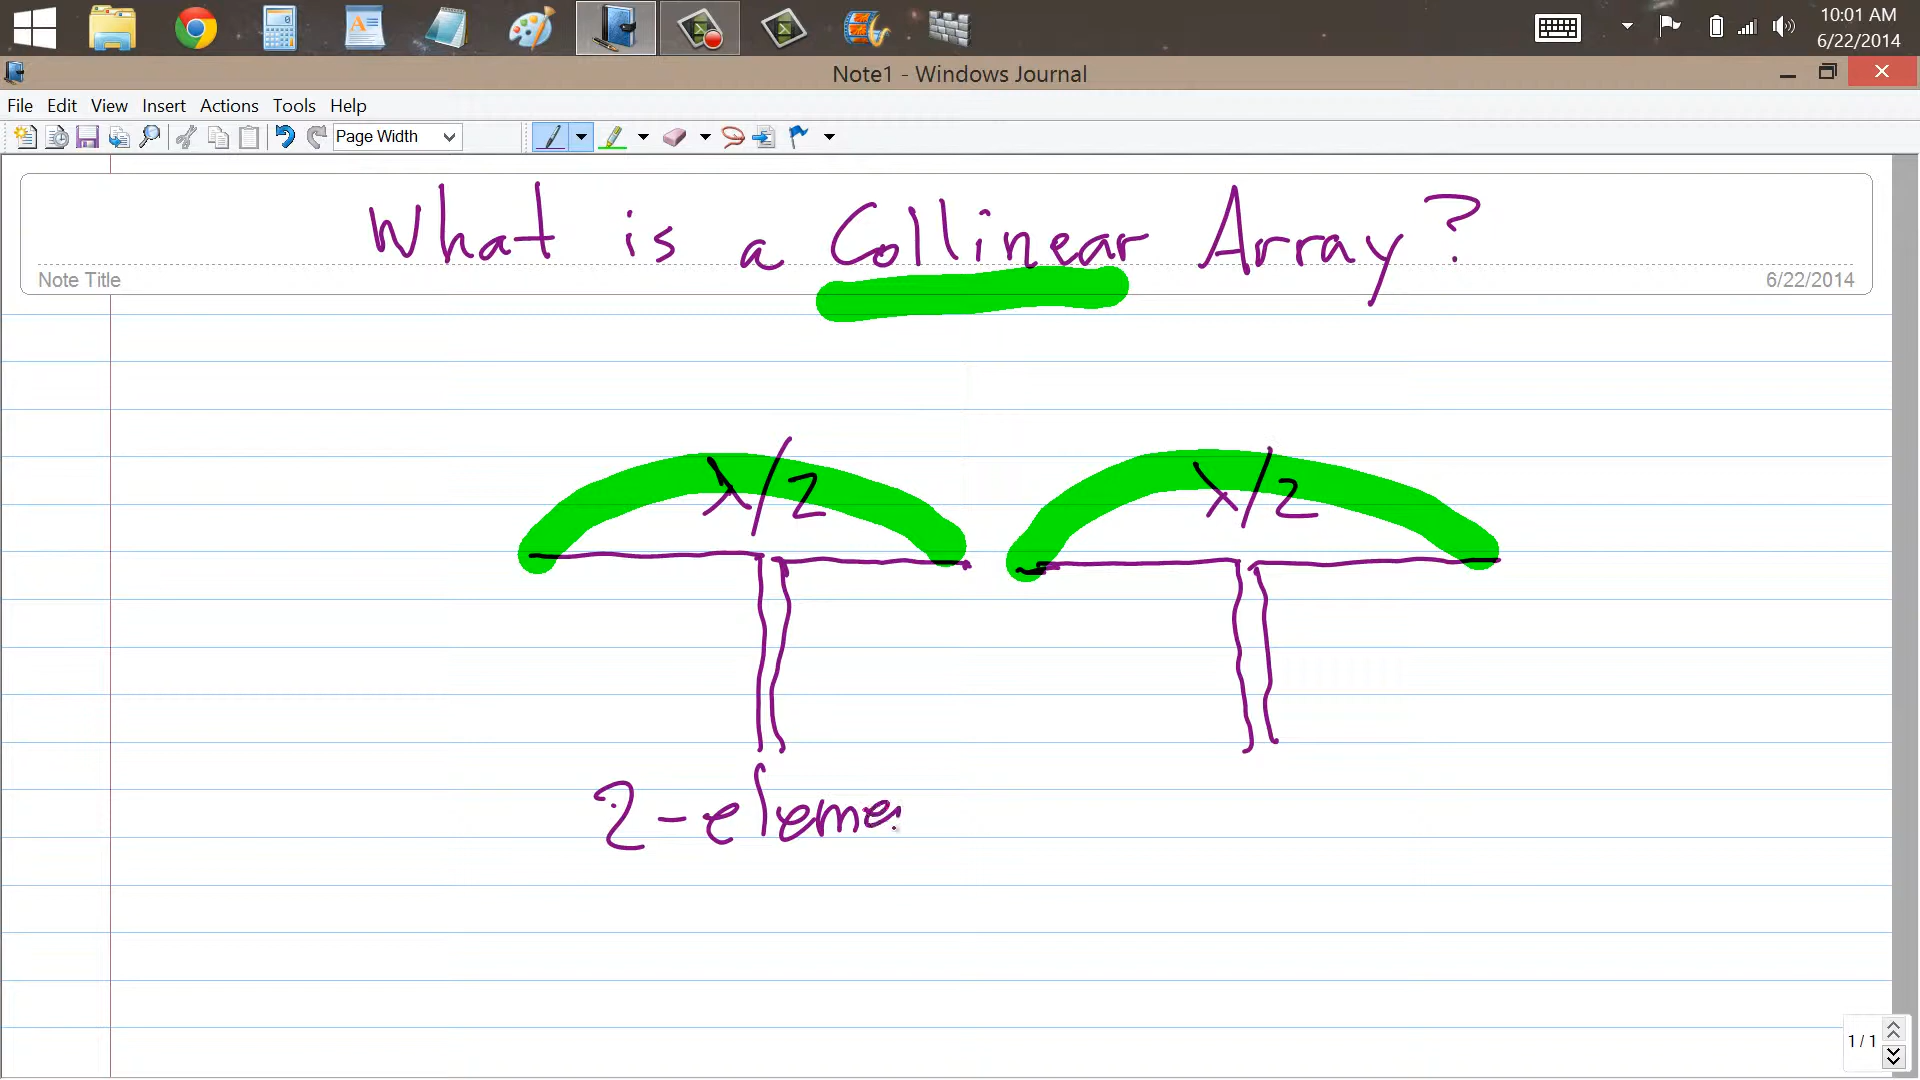 10:01 AM
6/22/2014
Note1 - Windows Journal
File Edit View Insert Actions Tools Help
Page Width
What is a Collinear Array?
Note Title
6/22/2014
λ/2 λ/2
2-eleme
1 / 1